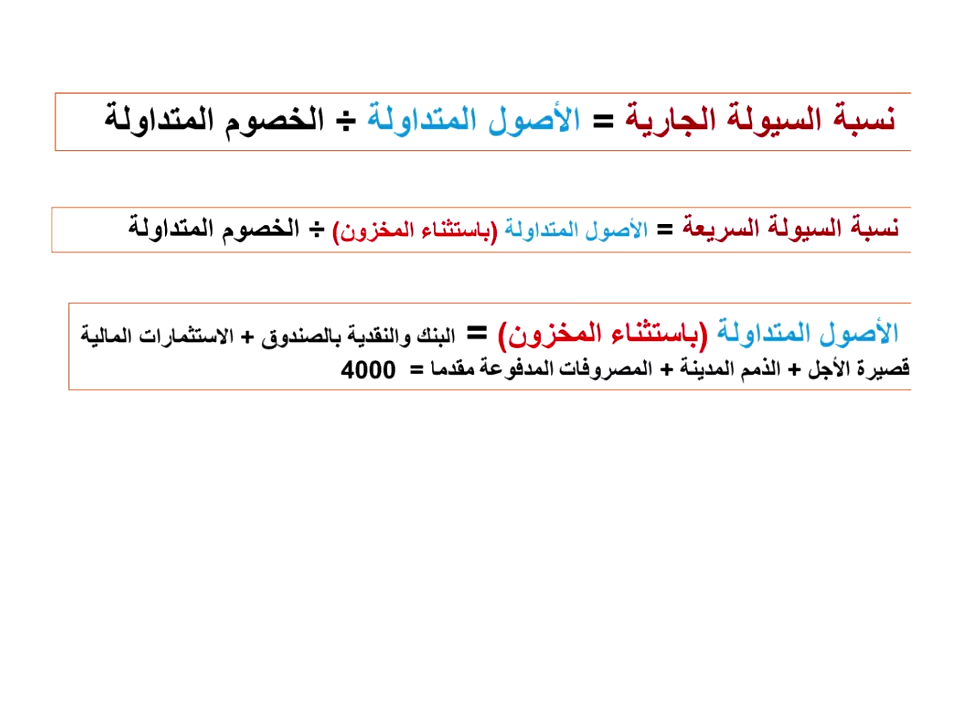 نسبة السيولة الجارية = الأصول المتداولة ÷ الخصوم المتداولة
نسبة السيولة السريعة = الأصول المتداولة (باستثناء المخزون) ÷ الخصوم المتداولة
الأصول المتداولة (باستثناء المخزون) = البنك والنقدية بالصندوق + الاستثمارات المالية
قصيرة الأجل + الذمم المدينة + المصروفات المدفوعة مقدما = 4000